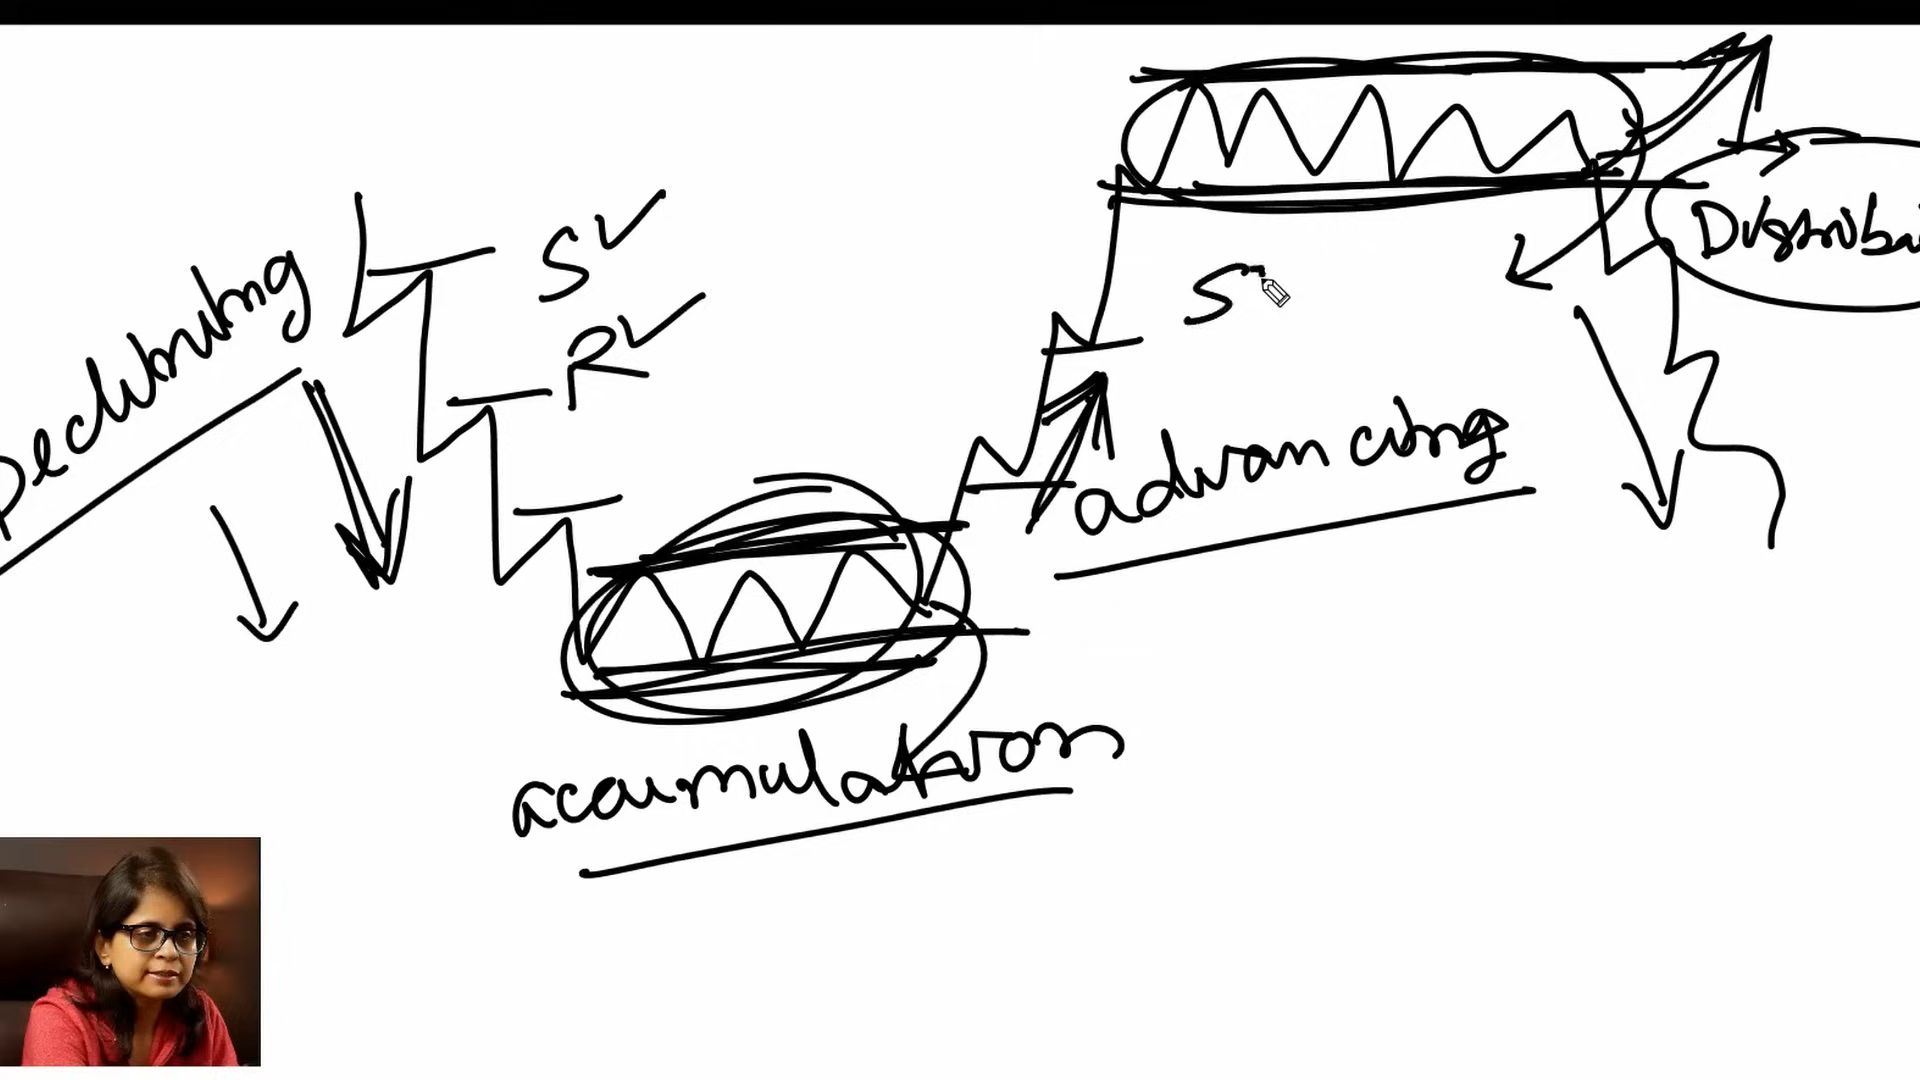 Declining
S
R
accumulation
advancing
S
Distribu